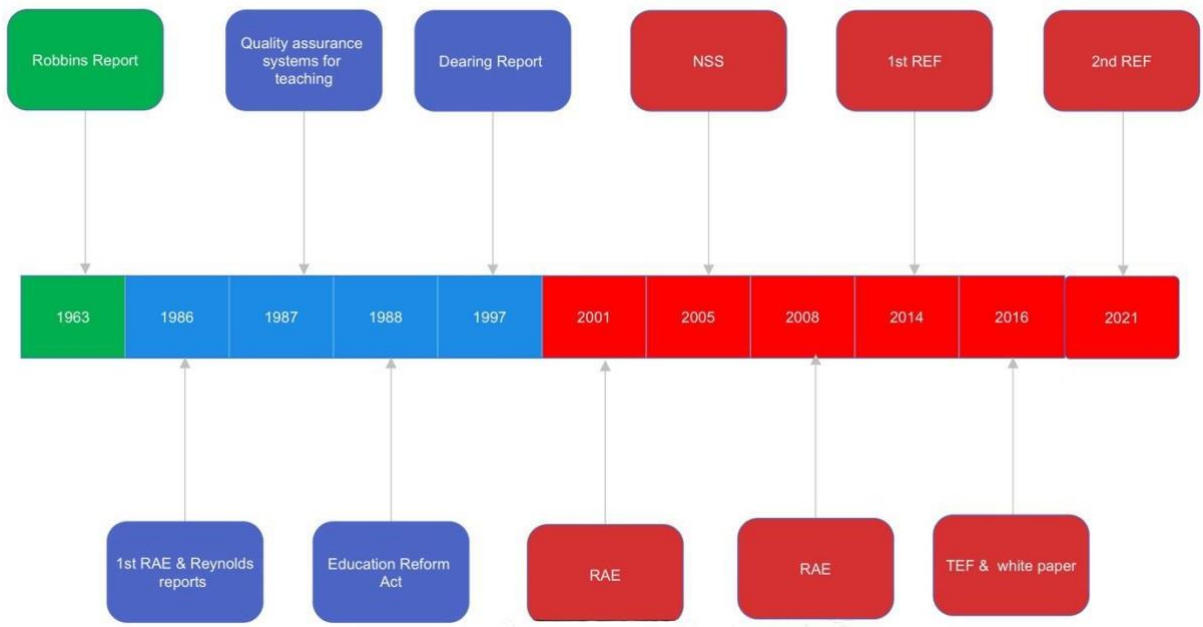 Robbins Report
Quality assurance
systems for
teaching
Dearing Report
NSS
1st REF
2nd REF
1963
1986
1987
1988
1997
2001
2005
2008
2014
2016
2021
1st RAE & Reynolds
reports
Education Reform
Act
RAE
RAE
TEF & white paper